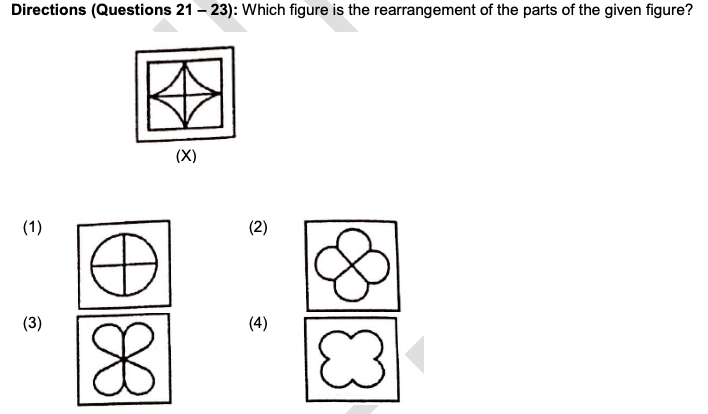 Directions (Questions 21 – 23): Which figure is the rearrangement of the parts of the given figure?
(X)
(1)
(2)
(3)
(4)